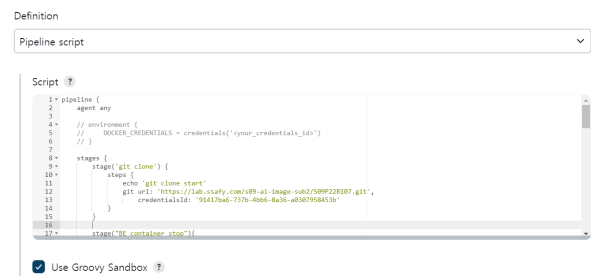 Definition
Pipeline script
Script ?
1 pipeline {
2 agent any
3
4 // environment {
5 // DOCKER_CREDENTIALS = credentials('<your_credentials_id>')
6 // }
7
8 stages {
9 stage('git clone') {
10 steps {
11 echo 'git clone start'
12 git url: 'https://lab.ssafy.com/s09-ai-image-sub2/S09P22B107.git',
13 credentialsId: '91417ba6-737b-4bb6-8a36-a0307958453b'
14 }
15 }
16
17 stage("BE container stop"){
Use Groovy Sandbox ?